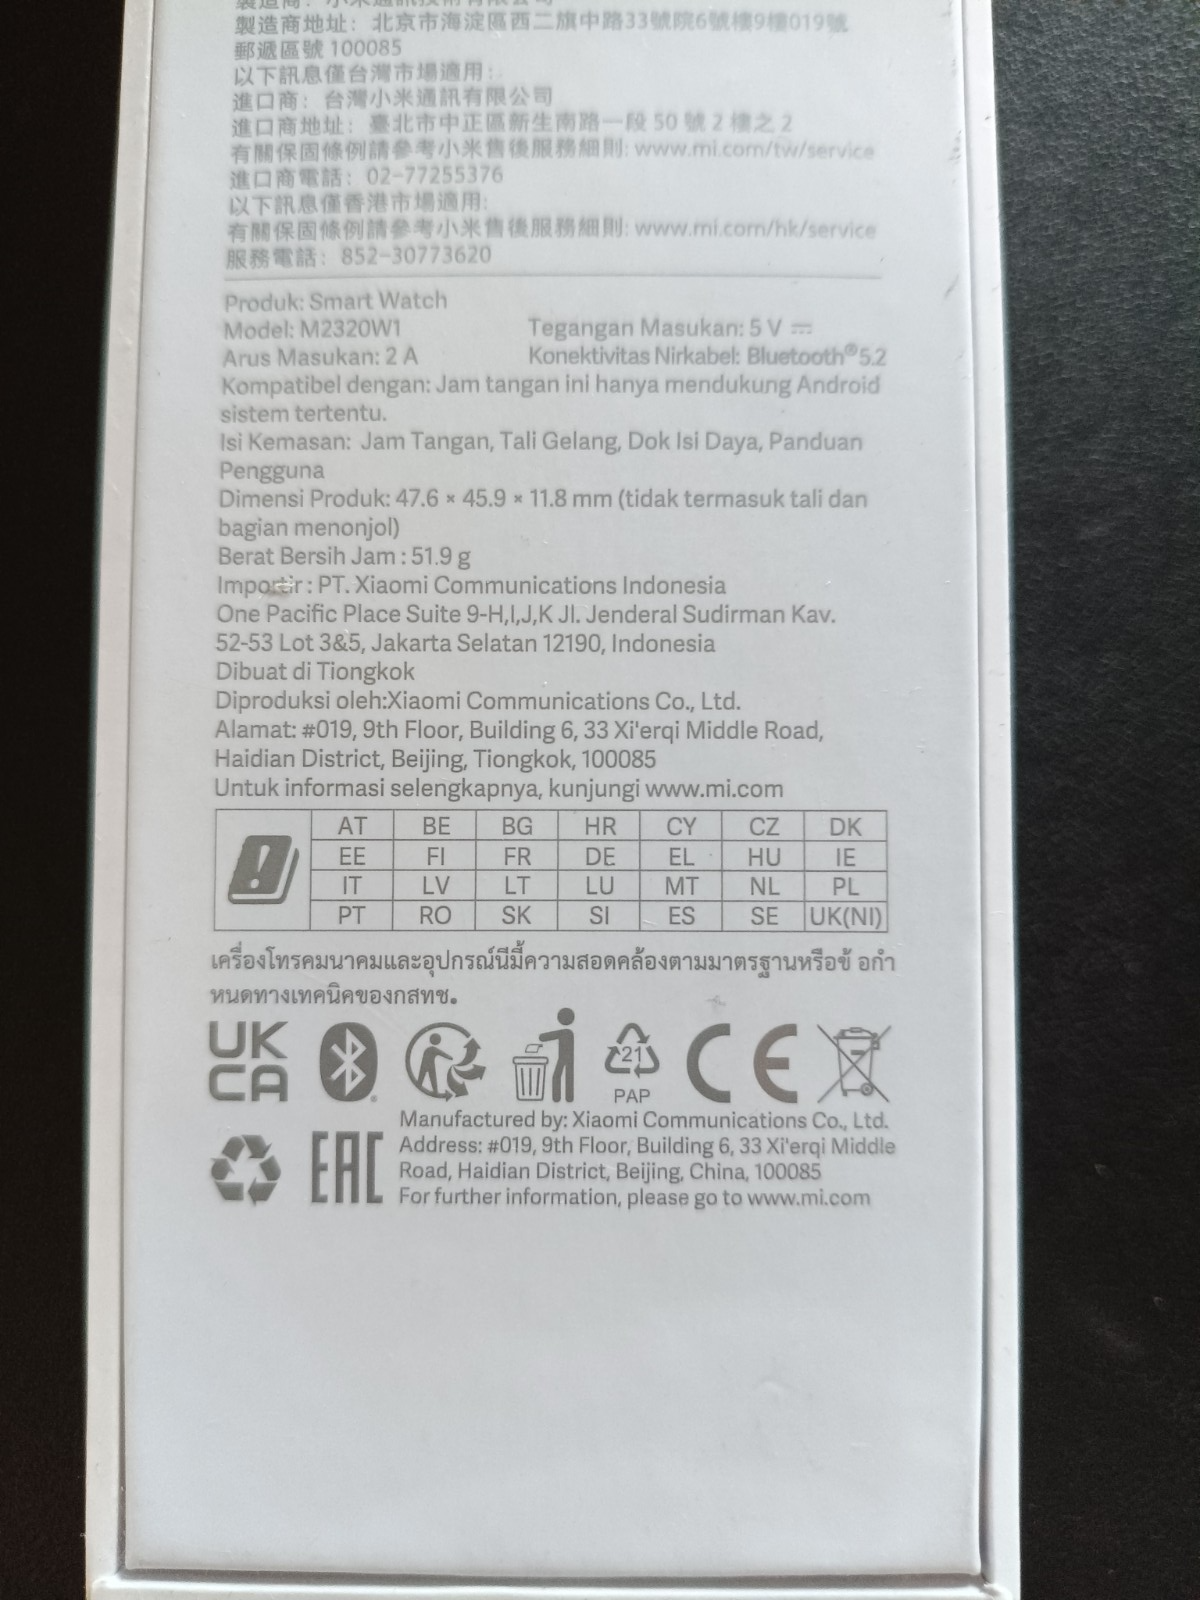 製造商：小米通訊技術有限公司
製造商地址：北京市海淀區西二旗中路33號院6號樓9樓019號
郵遞區號 100085
以下訊息僅台灣市場適用：
進口商：台灣小米通訊有限公司
進口商地址：臺北市中正區新生南路一段 50 號 2 樓之 2
有關保固條例請參考小米售後服務細則: www.mi.com/tw/service
進口商電話：02-77255376
以下訊息僅香港市場適用:
有關保固條例請參考小米售後服務細則: www.mi.com/hk/service
服務電話：852-30773620
Produk: Smart Watch
Model: M2320W1 Tegangan Masukan: 5 V ⎓
Arus Masukan: 2 A Konektivitas Nirkabel: Bluetooth®5.2
Kompatibel dengan: Jam tangan ini hanya mendukung Android
sistem tertentu.
Isi Kemasan: Jam Tangan, Tali Gelang, Dok Isi Daya, Panduan
Pengguna
Dimensi Produk: 47.6 × 45.9 × 11.8 mm (tidak termasuk tali dan
bagian menonjol)
Berat Bersih Jam : 51.9 g
Importir : PT. Xiaomi Communications Indonesia
One Pacific Place Suite 9-H,I,J,K Jl. Jenderal Sudirman Kav.
52-53 Lot 3&5, Jakarta Selatan 12190, Indonesia
Dibuat di Tiongkok
Diproduksi oleh:Xiaomi Communications Co., Ltd.
Alamat: #019, 9th Floor, Building 6, 33 Xi'erqi Middle Road,
Haidian District, Beijing, Tiongkok, 100085
Untuk informasi selengkapnya, kunjungi www.mi.com
AT BE BG HR CY CZ DK
EE FI FR DE EL HU IE
IT LV LT LU MT NL PL
PT RO SK SI ES SE UK(NI)
เครื่องโทรคมนาคมและอุปกรณ์นี้มีความสอดคล้องตามมาตรฐานหรือข้ อกำ
หนดทางเทคนิคของกสทช.
UK
CA
21
PAP
CE
EAC
Manufactured by: Xiaomi Communications Co., Ltd.
Address: #019, 9th Floor, Building 6, 33 Xi'erqi Middle
Road, Haidian District, Beijing, China, 100085
For further information, please go to www.mi.com